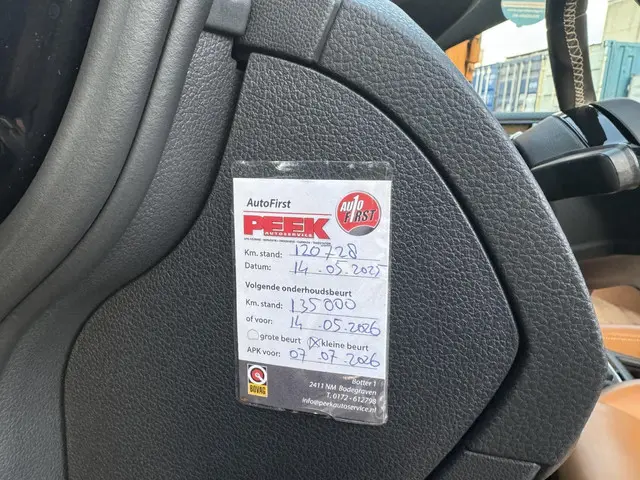 AutoFirst
AUTO FIRST
PEEK
AUTOSERVICE
Km. stand: 120728
Datum: 14.05.2025
Volgende onderhoudsbeurt
Km. stand: 135000
of voor: 14.05.2026
grote beurt kleine beurt
APK voor: 07.07.2026
BOVAG
Botter 1
2411 NM Bodegraven
T. 0172 - 612798
info@peekautoservice.nl